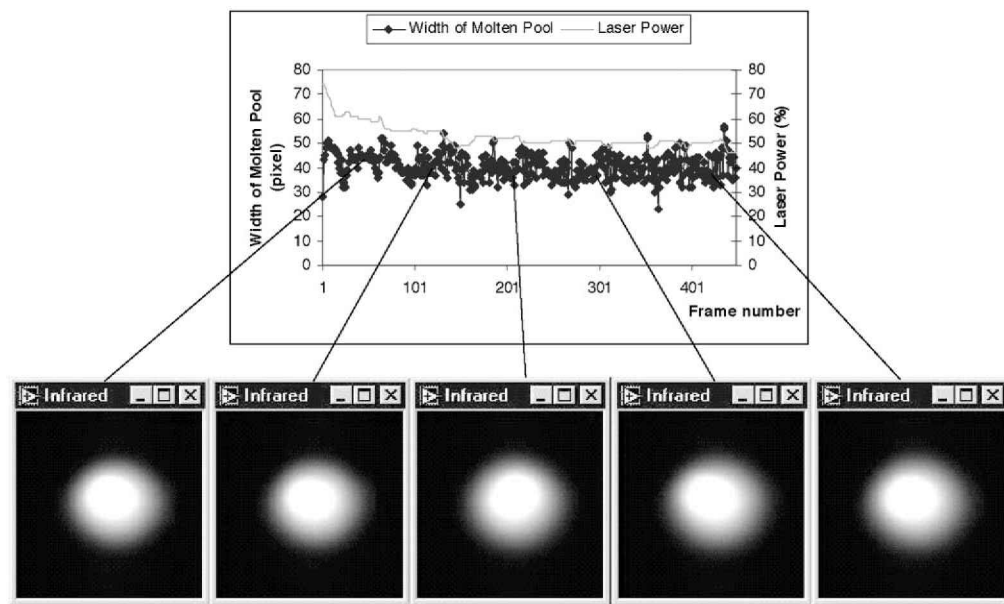 Width of Molten Pool Laser Power
80 80
70 70
60 60
50 50
40 40
30 30
20 20
10 10
0 0
Width of Molten Pool
(pixel)
Laser Power (%)
1 101 201 301 401
Frame number
Infrared Infrared Infrared Infrared Infrared